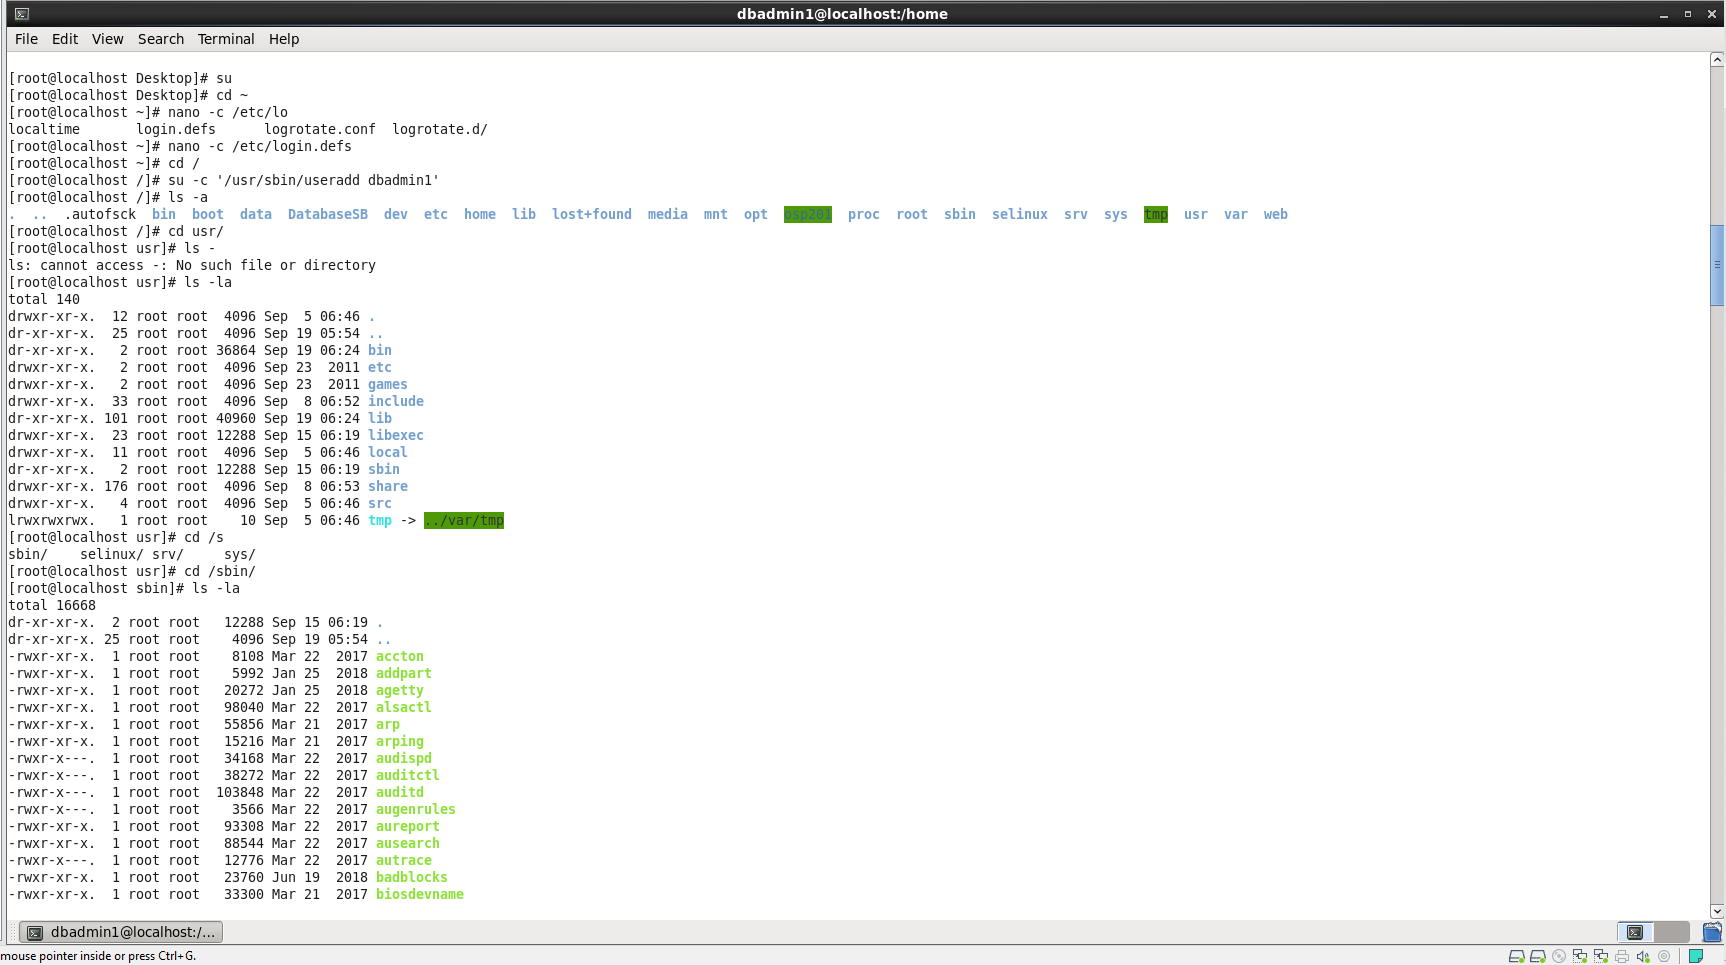 dbadmin1@localhost:/home
File Edit View Search Terminal Help
[root@localhost Desktop]# su
[root@localhost Desktop]# cd ~
[root@localhost ~]# nano -c /etc/lo
localtime       login.defs      logrotate.conf  logrotate.d/
[root@localhost ~]# nano -c /etc/login.defs
[root@localhost ~]# cd /
[root@localhost /]# su -c '/usr/sbin/useradd dbadmin1'
[root@localhost /]# ls -a
.  ..  .autofsck  bin  boot  data  DatabaseSB  dev  etc  home  lib  lost+found  media  mnt  opt  osp201  proc  root  sbin  selinux  srv  sys  tmp  usr  var  web
[root@localhost /]# cd usr/
[root@localhost usr]# ls -
ls: cannot access -: No such file or directory
[root@localhost usr]# ls -la
total 140
drwxr-xr-x.  12 root root  4096 Sep  5 06:46 .
dr-xr-xr-x.  25 root root  4096 Sep 19 05:54 ..
dr-xr-xr-x.   2 root root 36864 Sep 19 06:24 bin
drwxr-xr-x.   2 root root  4096 Sep 23  2011 etc
drwxr-xr-x.   2 root root  4096 Sep 23  2011 games
drwxr-xr-x.  33 root root  4096 Sep  8 06:52 include
dr-xr-xr-x. 101 root root 40960 Sep 19 06:24 lib
drwxr-xr-x.  23 root root 12288 Sep 15 06:19 libexec
drwxr-xr-x.  11 root root  4096 Sep  5 06:46 local
dr-xr-xr-x.   2 root root 12288 Sep 15 06:19 sbin
drwxr-xr-x. 176 root root  4096 Sep  8 06:53 share
drwxr-xr-x.   4 root root  4096 Sep  5 06:46 src
lrwxrwxrwx.   1 root root    10 Sep  5 06:46 tmp -> ../var/tmp
[root@localhost usr]# cd /s
sbin/    selinux/ srv/     sys/
[root@localhost usr]# cd /sbin/
[root@localhost sbin]# ls -la
total 16668
dr-xr-xr-x.  2 root root   12288 Sep 15 06:19 .
dr-xr-xr-x. 25 root root    4096 Sep 19 05:54 ..
-rwxr-xr-x.  1 root root    8108 Mar 22  2017 accton
-rwxr-xr-x.  1 root root    5992 Jan 25  2018 addpart
-rwxr-xr-x.  1 root root   20272 Jan 25  2018 agetty
-rwxr-xr-x.  1 root root   98040 Mar 22  2017 alsactl
-rwxr-xr-x.  1 root root   55856 Mar 21  2017 arp
-rwxr-xr-x.  1 root root   15216 Mar 21  2017 arping
-rwxr-x---.  1 root root   34168 Mar 22  2017 audispd
-rwxr-x---.  1 root root   38272 Mar 22  2017 auditctl
-rwxr-x---.  1 root root  103848 Mar 22  2017 auditd
-rwxr-x---.  1 root root    3566 Mar 22  2017 augenrules
-rwxr-xr-x.  1 root root   93308 Mar 22  2017 aureport
-rwxr-xr-x.  1 root root   88544 Mar 22  2017 ausearch
-rwxr-x---.  1 root root   12776 Mar 22  2017 autrace
-rwxr-xr-x.  1 root root   23760 Jun 19  2018 badblocks
-rwxr-xr-x.  1 root root   33300 Mar 21  2017 biosdevname
dbadmin1@localhost:/...
mouse pointer inside or press Ctrl+G.